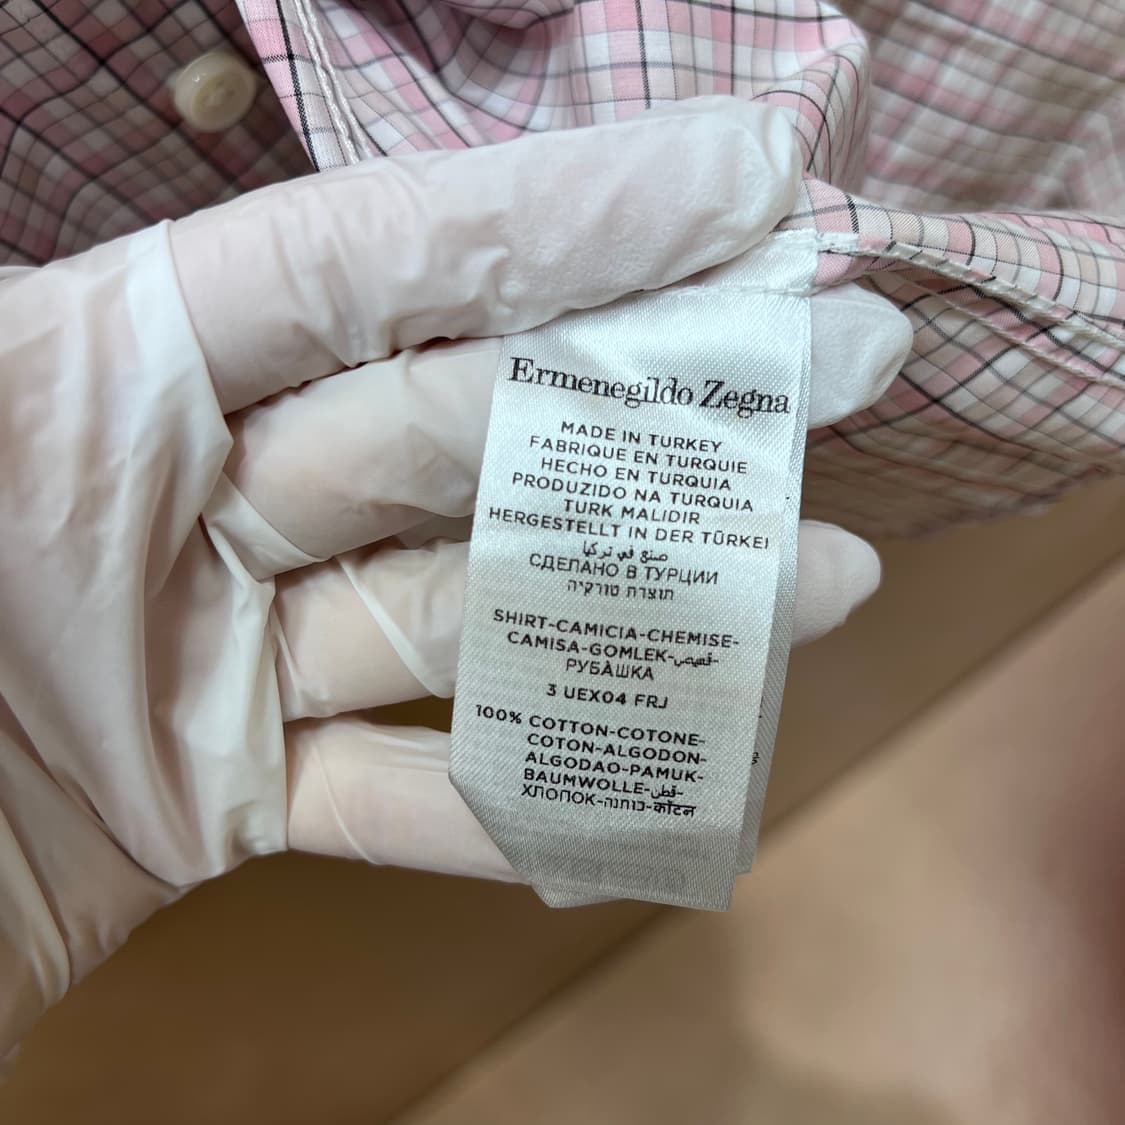 Ermenegildo Zegna
MADE IN TURKEY
FABRIQUE EN TURQUIE
HECHO EN TURQUIA
PRODUZIDO NA TURQUIA
TURK MALIDIR
HERGESTELLT IN DER TÜRKEI
صنع في تركيا
СДЕЛАНО В ТУРЦИИ
תוצרת טורקיה
SHIRT-CAMICIA-CHEMISE-
CAMISA-GOMLEK-قميص-
РУБАШКА
3 UEX04 FRJ
100% COTTON-COTONE-
COTON-ALGODON-
ALGODAO-PAMUK-
BAUMWOLLE-قطن-
ХЛОПОК-כותנה-कॉटन